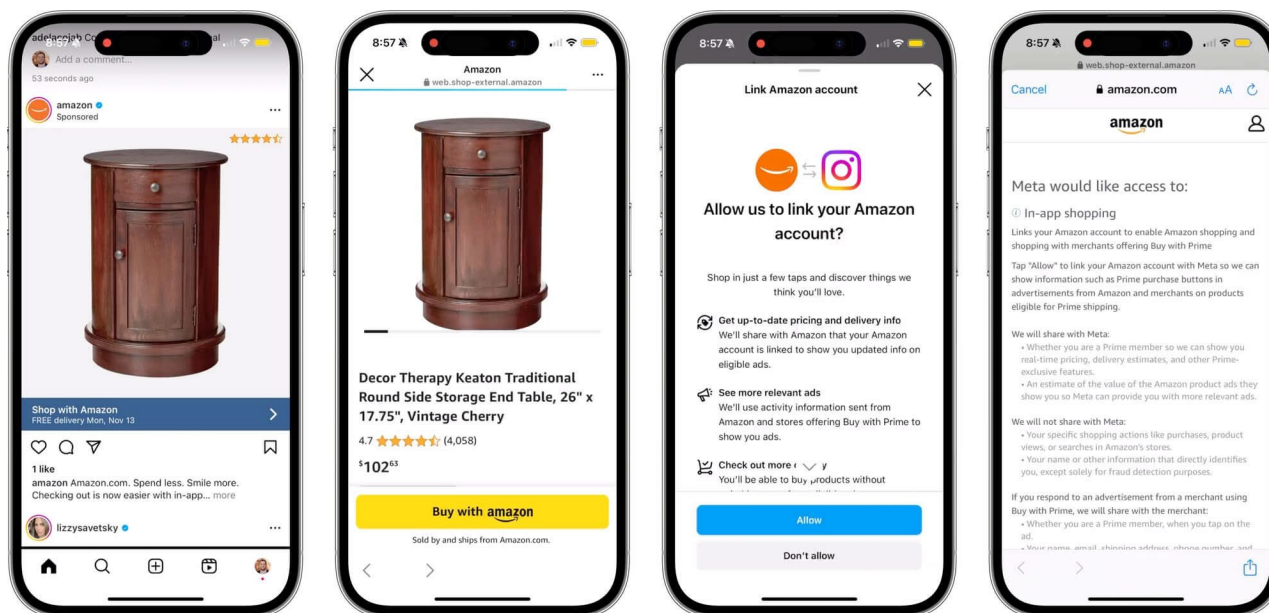 adelansjab Co
Add a comment...
53 seconds ago
amazon
Sponsored
Shop with Amazon
FREE delivery Mon, Nov 13
1 like
amazon Amazon.com. Spend less. Smile more.
Checking out is now easier with in-app... more
lizzysavetsky
8:57
Amazon
web.shop-external.amazon
Decor Therapy Keaton Traditional
Round Side Storage End Table, 26" x
17.75", Vintage Cherry
4.7 (4,058)
$102 63
Buy with amazon
Sold by and ships from Amazon.com.
8:57
Link Amazon account
Allow us to link your Amazon
account?
Shop in just a few taps and discover things we
think you'll love.
Get up-to-date pricing and delivery info
We'll share with Amazon that your Amazon
account is linked to show you updated info on
eligible ads.
See more relevant ads
We'll use activity information sent from
Amazon and stores offering Buy with Prime to
show you ads.
Check out more
You'll be able to buy products without
Allow
Don't allow
8:57
web.shop-external.amazon
Cancel
amazon.com
AA
amazon
Meta would like access to:
In-app shopping
Links your Amazon account to enable Amazon shopping and
shopping with merchants offering Buy with Prime
Tap "Allow" to link your Amazon account with Meta so we can
show information such as Prime purchase buttons in
advertisements from Amazon and merchants on products
eligible for Prime shipping.
We will share with Meta:
• Whether you are a Prime member so we can show you
real-time pricing, delivery estimates, and other Prime-
exclusive features.
• An estimate of the value of the Amazon product ads they
show you so Meta can provide you with more relevant ads.
We will not share with Meta:
• Your specific shopping actions like purchases, product
views, or searches in Amazon's stores.
• Your name or other information that directly identifies
you, except solely for fraud detection purposes.
If you respond to an advertisement from a merchant using
Buy with Prime, we will share with the merchant:
• Whether you are a Prime member, when you tap on the
ad.
• Your name, email, shipping address, phone number, and